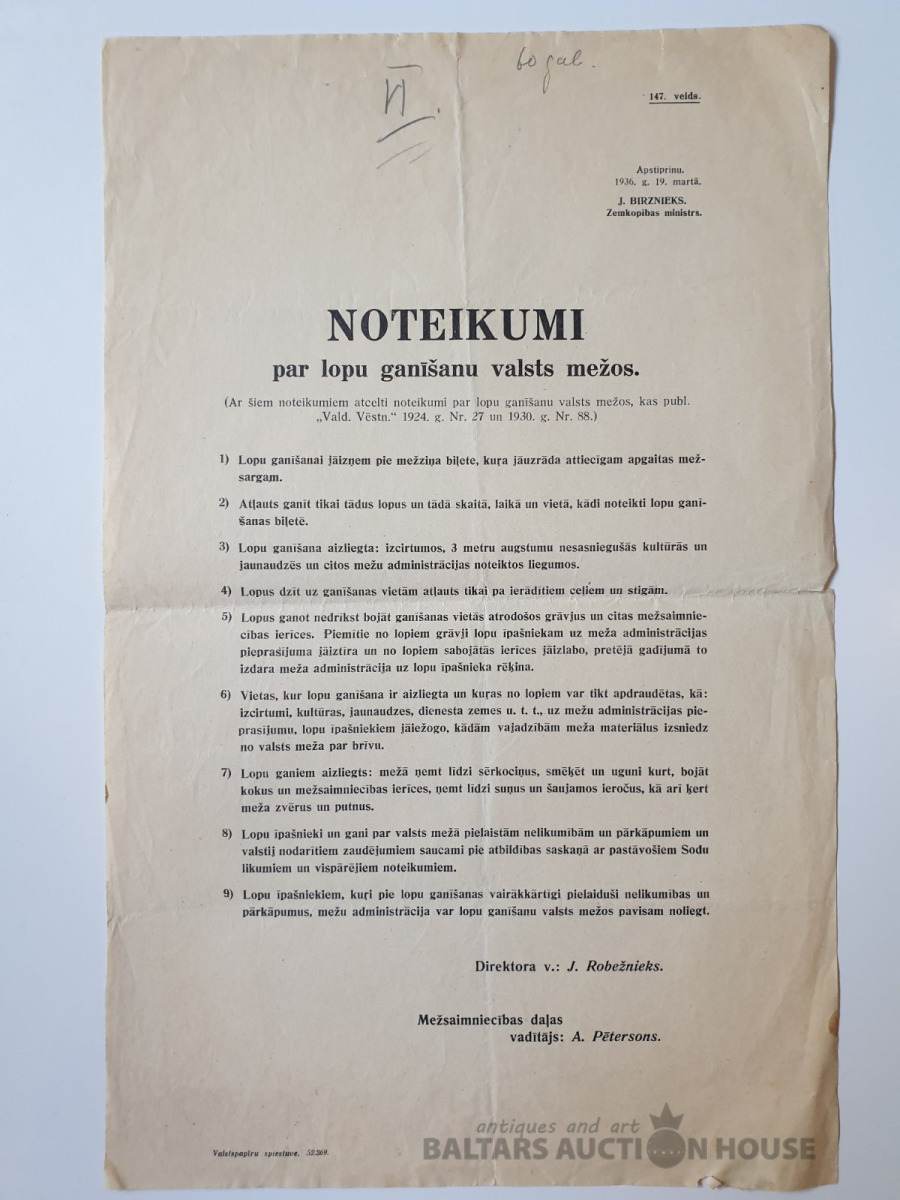 VI.
60 gab.
147. veids.
Apstiprinu.
1936. g. 19. martā.
J. BIRZNIEKS.
Zemkopības ministrs.
NOTEIKUMI
par lopu ganīšanu valsts mežos.
(Ar šiem noteikumiem atcelti noteikumi par lopu ganīšanu valsts mežos, kas publ.
„Vald. Vēstn.“ 1924. g. Nr. 27 un 1930. g. Nr. 88.)
1) Lopu ganīšanai jāizņem pie mežziņa biļete, kuŗa jāuzrāda attiecīgam apgaitas mež-
sargam.
2) Atļauts ganīt tikai tādus lopus un tādā skaitā, laikā un vietā, kādi noteikti lopu ganī-
šanas biļetē.
3) Lopu ganīšana aizliegta: izcirtumos, 3 metru augstumu nesasniegušās kultūrās un
jaunaudzēs un citos mežu administrācijas noteiktos liegumos.
4) Lopus dzīt uz ganīšanas vietām atļauts tikai pa ierādītiem ceļiem un stigām.
5) Lopus ganot nedrīkst bojāt ganīšanas vietās atrodošos grāvjus un citas mežsaimnie-
cības ierīces. Piemītie no lopiem grāvji lopu īpašniekam uz meža administrācijas
pieprasījuma jāiztīra un no lopiem sabojātās ierīces jāizlabo, pretējā gadījumā to
izdara meža administrācija uz lopu īpašnieka rēķina.
6) Vietas, kur lopu ganīšana ir aizliegta un kuŗas no lopiem var tikt apdraudētas, kā:
izcirtumi, kultūras, jaunaudzes, dienesta zemes u. t. t., uz mežu administrācijas pie-
prasījumu, lopu īpašniekiem jāiežogo, kādām vajadzībām meža materiālus izsniedz
no valsts meža par brīvu.
7) Lopu ganiem aizliegts: mežā ņemt līdzi sērkociņus, smēķēt un uguni kurt, bojāt
kokus un mežsaimniecības ierīces, ņemt līdzi suņus un šaujamos ieročus, kā arī ķert
meža zvērus un putnus.
8) Lopu īpašnieki un gani par valsts mežā pielaistām nelikumībām un pārkāpumiem un
valstij nodarītiem zaudējumiem saucami pie atbildības saskaņā ar pastāvošiem Sodu
likumiem un vispārējiem noteikumiem.
9) Lopu īpašniekiem, kuŗi pie lopu ganīšanas vairākkārtīgi pielaiduši nelikumības un
pārkāpumus, mežu administrācija var lopu ganīšanu valsts mežos pavisam noliegt.
Direktora v.: J. Robežnieks.
Mežsaimniecības daļas
vadītājs: A. Pētersons.
Valstspapīru spiestuve. 52369.
antiques and art
BALTARS AUCTION HOUSE